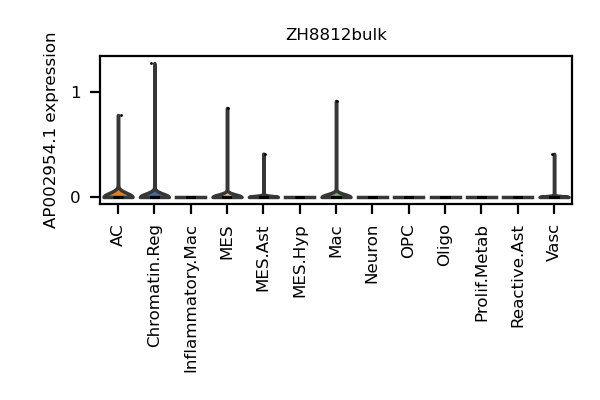 ZH8812bulk
AP002954.1 expression
1
0
AC
Chromatin.Reg
Inflammatory.Mac
MES
MES.Ast
MES.Hyp
Mac
Neuron
OPC
Oligo
Prolif.Metab
Reactive.Ast
Vasc